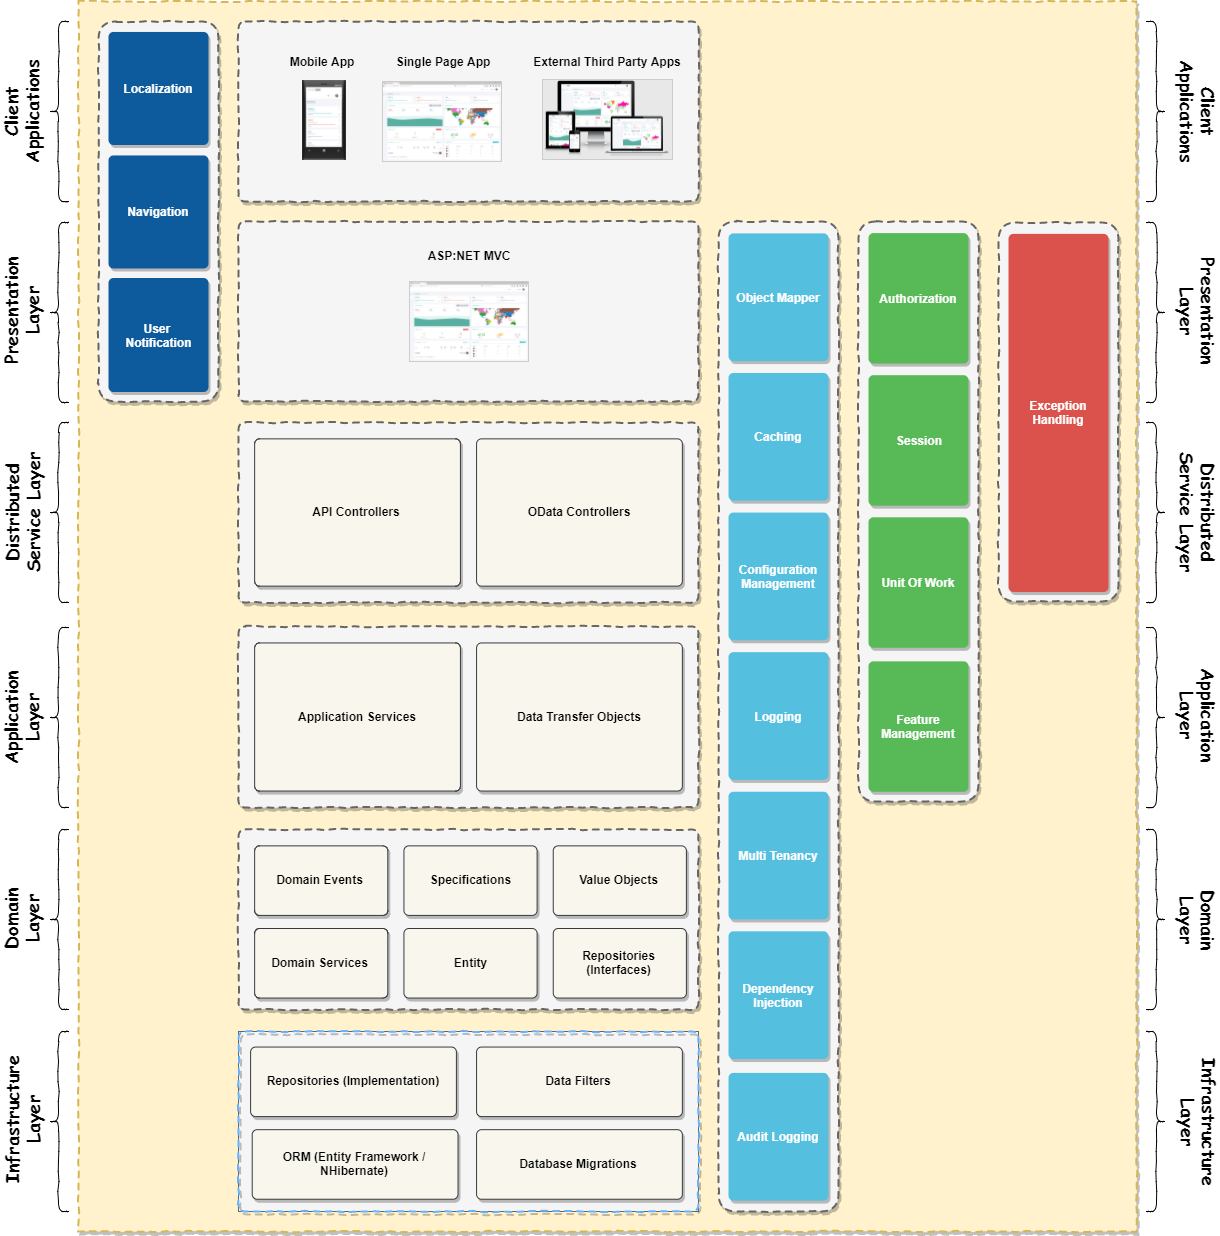 Client
Applications
Presentation
Layer
Distributed
Service Layer
Application
Layer
Domain
Layer
Infrastructure
Layer
Localization
Navigation
User
Notification
Mobile App
Single Page App
External Third Party Apps
ASP:NET MVC
API Controllers
OData Controllers
Application Services
Data Transfer Objects
Domain Events
Specifications
Value Objects
Domain Services
Entity
Repositories
(Interfaces)
Repositories (Implementation)
Data Filters
ORM (Entity Framework /
NHibernate)
Database Migrations
Object Mapper
Caching
Configuration
Management
Logging
Multi Tenancy
Dependency
Injection
Audit Logging
Authorization
Session
Unit Of Work
Feature
Management
Exception
Handling
Client
Applications
Presentation
Layer
Distributed
Service Layer
Application
Layer
Domain
Layer
Infrastructure
Layer